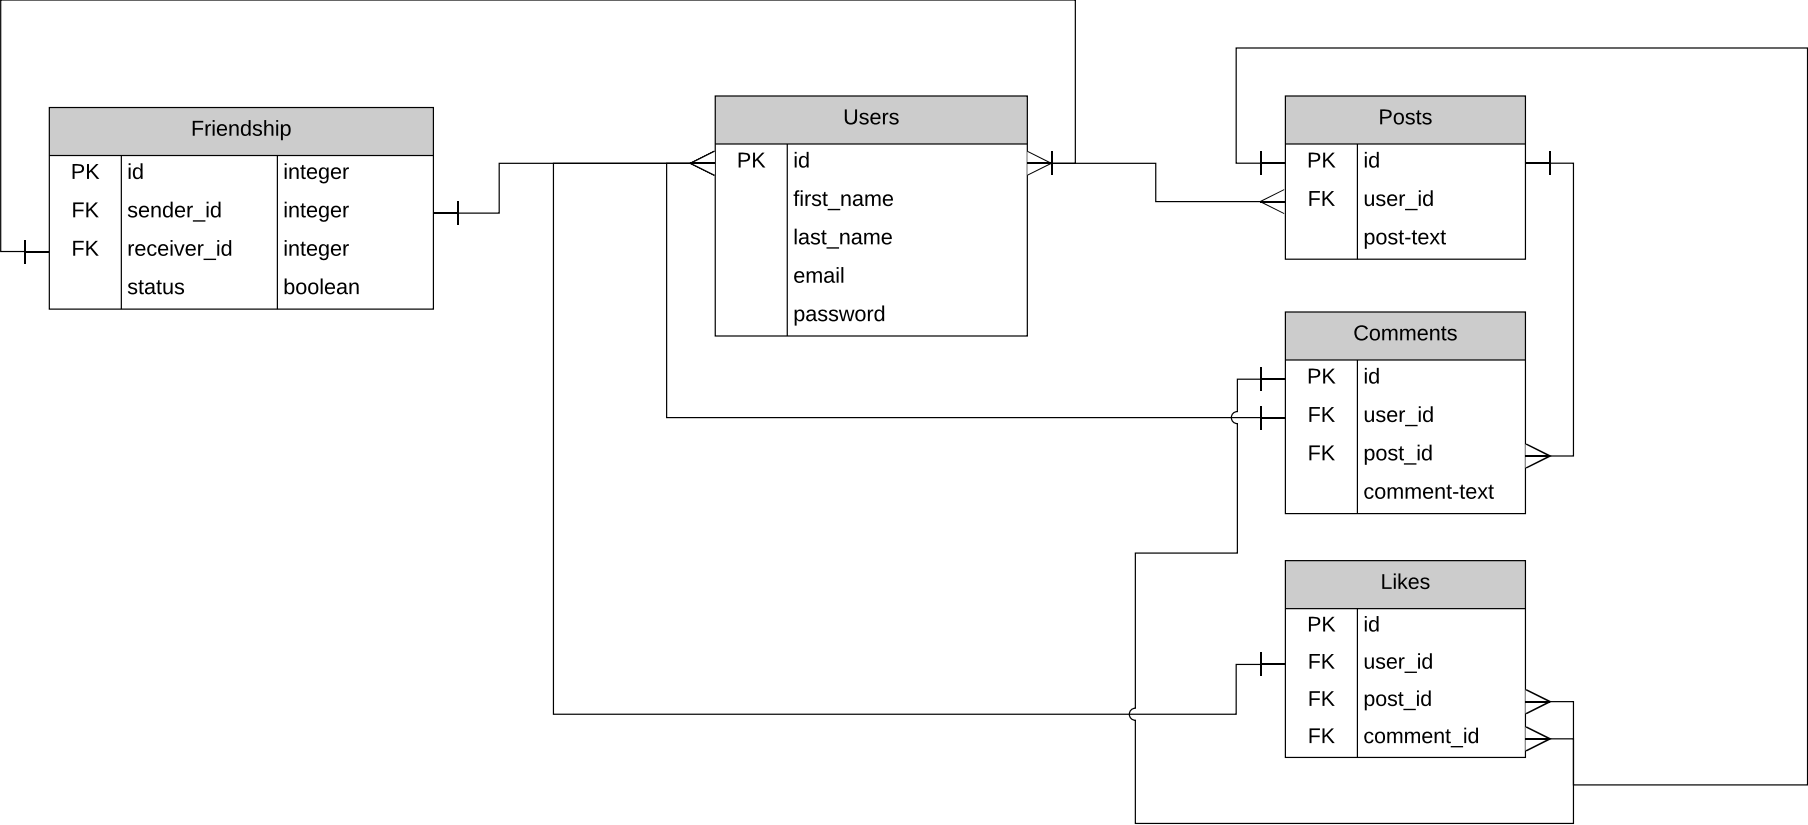 Friendship
PK id integer
FK sender_id integer
FK receiver_id integer
status boolean
Users
PK id
first_name
last_name
email
password
Posts
PK id
FK user_id
post-text
Comments
PK id
FK user_id
FK post_id
comment-text
Likes
PK id
FK user_id
FK post_id
FK comment_id